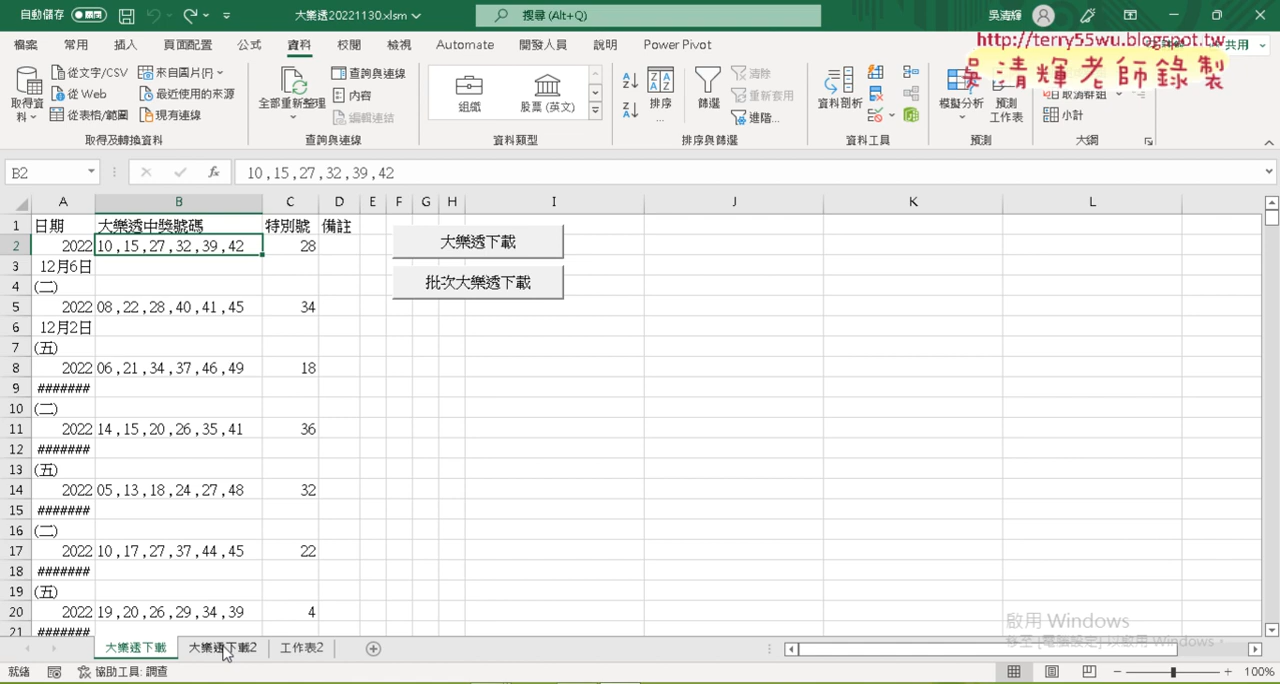 自動儲存
大樂透20221130.xlsm
搜尋 (Alt+Q)
吳清輝
檔案 常用 插入 頁面配置 公式 資料 校閱 檢視 Automate 開發人員 說明 Power Pivot
共用
http://terry55wu.blogspot.tw
吳清輝老師錄製
取得資料
從文字/CSV
從 Web
從表格/範圍
來自圖片(F)
最近使用的來源
現有連線
取得及轉換資料
全部重新整理
查詢與連線
內容
編輯連結
查詢與連線
組織
股票 (英文)
資料類型
排序...
篩選
清除
重新套用
進階...
排序與篩選
資料剖析
資料工具
模擬分析
預測工作表
預測
取消群組
小計
大綱
B2
fx
10,15,27,32,39,42
A B C D E F G H I J K L
1 日期 大樂透中獎號碼 特別號 備註
2 2022 10,15,27,32,39,42 28
3 12月6日
4 (二)
5 2022 08,22,28,40,41,45 34
6 12月2日
7 (五)
8 2022 06,21,34,37,46,49 18
9 #######
10 (二)
11 2022 14,15,20,26,35,41 36
12 #######
13 (五)
14 2022 05,13,18,24,27,48 32
15 #######
16 (二)
17 2022 10,17,27,37,44,45 22
18 #######
19 (五)
20 2022 19,20,26,29,34,39 4
21 #######
大樂透下載
批次大樂透下載
啟用 Windows
移至 [電腦設定] 以啟用 Windows。
大樂透下載 大樂透下載2 工作表2
就緒 協助工具: 調查
100%